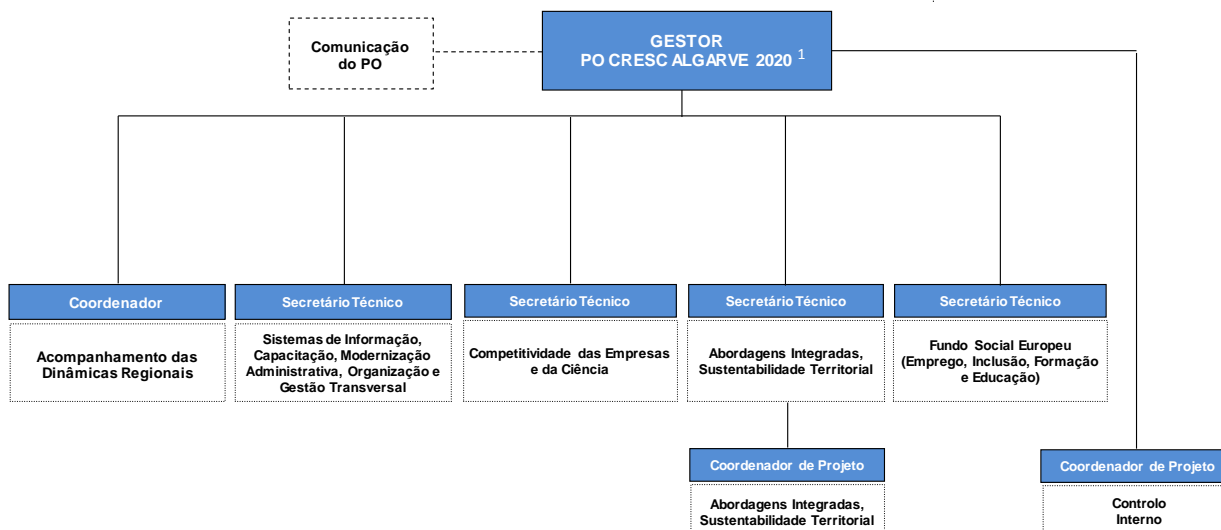 Comunicação
do PO
GESTOR
PO CRESC ALGARVE 2020 1
Coordenador
Acompanhamento das
Dinâmicas Regionais
Secretário Técnico
Sistemas de Informação,
Capacitação, Modernização
Administrativa, Organização e
Gestão Transversal
Secretário Técnico
Competitividade das Empresas
e da Ciência
Secretário Técnico
Abordagens Integradas,
Sustentabilidade Territorial
Secretário Técnico
Fundo Social Europeu
(Emprego, Inclusão, Formação
e Educação)
Coordenador de Projeto
Abordagens Integradas,
Sustentabilidade Territorial
Coordenador de Projeto
Controlo
Interno